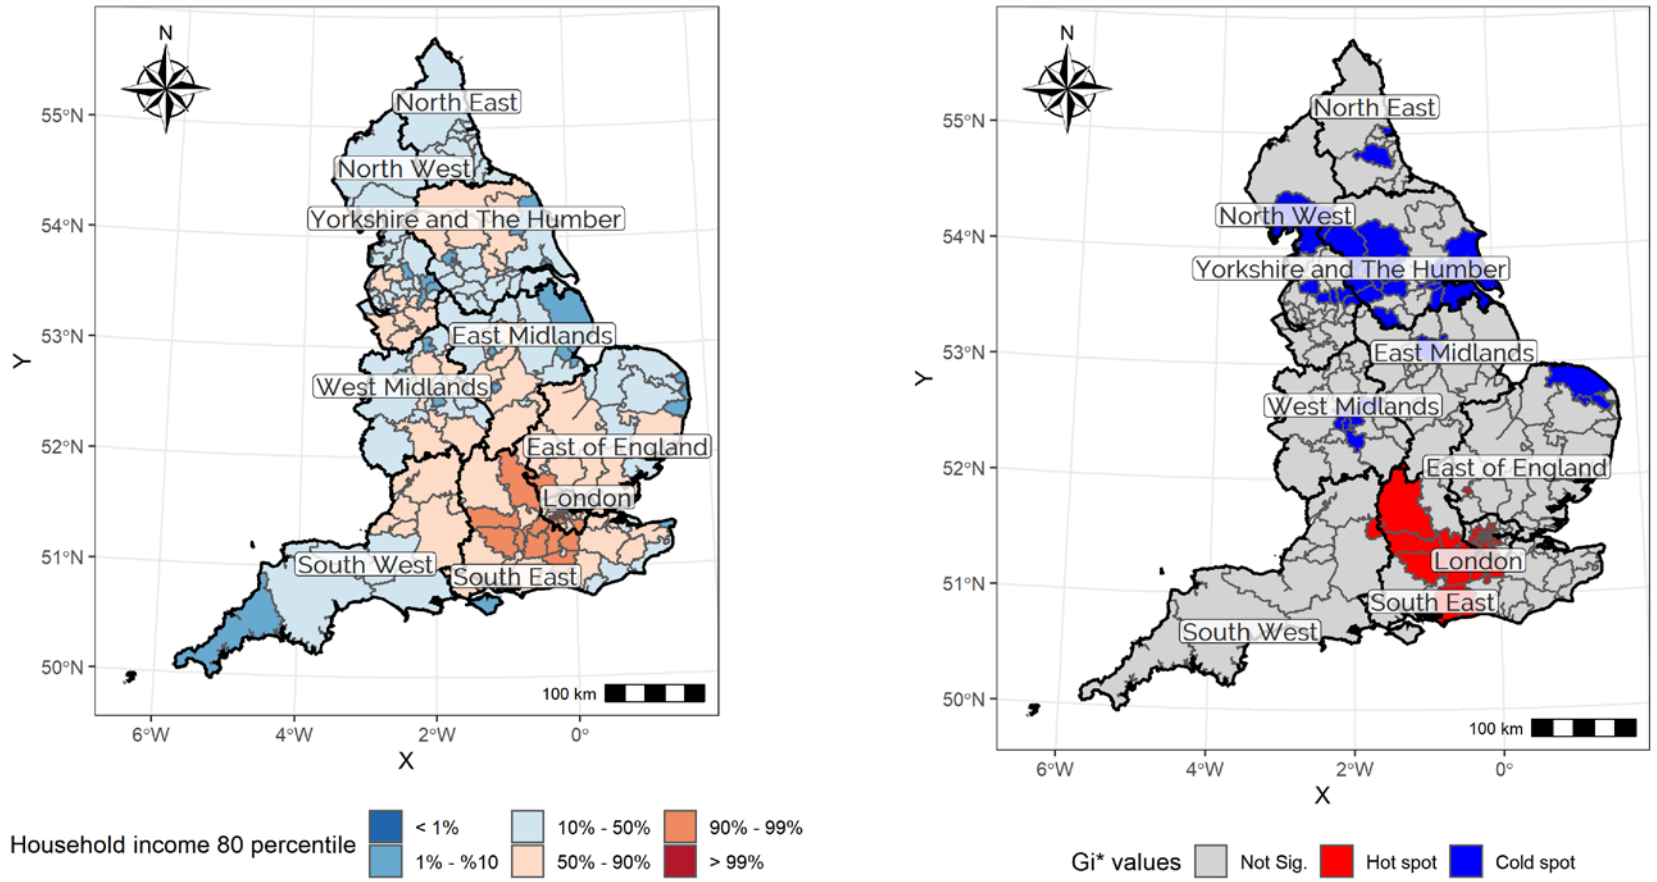 N
North East
55°N
North West
54°N
Yorkshire and The Humber
53°N
East Midlands
West Midlands
52°N
East of England
London
51°N
South West
South East
50°N
100 km
6°W
4°W
2°W
0°
X
Y
Household income 80 percentile
< 1%
10% - 50%
90% - 99%
1% - %10
50% - 90%
> 99%
N
North East
55°N
North West
54°N
Yorkshire and The Humber
53°N
East Midlands
West Midlands
52°N
East of England
London
51°N
South East
South West
50°N
100 km
6°W
4°W
2°W
0°
X
Y
Gi* values
Not Sig.
Hot spot
Cold spot